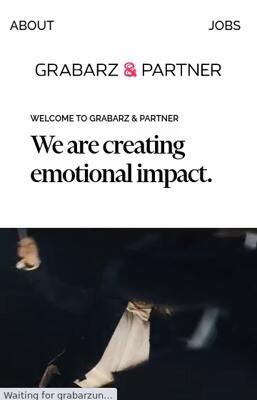 ABOUT
JOBS
GRABARZ & PARTNER
WELCOME TO GRABARZ & PARTNER
We are creating
emotional impact.
Waiting for grabarzun...